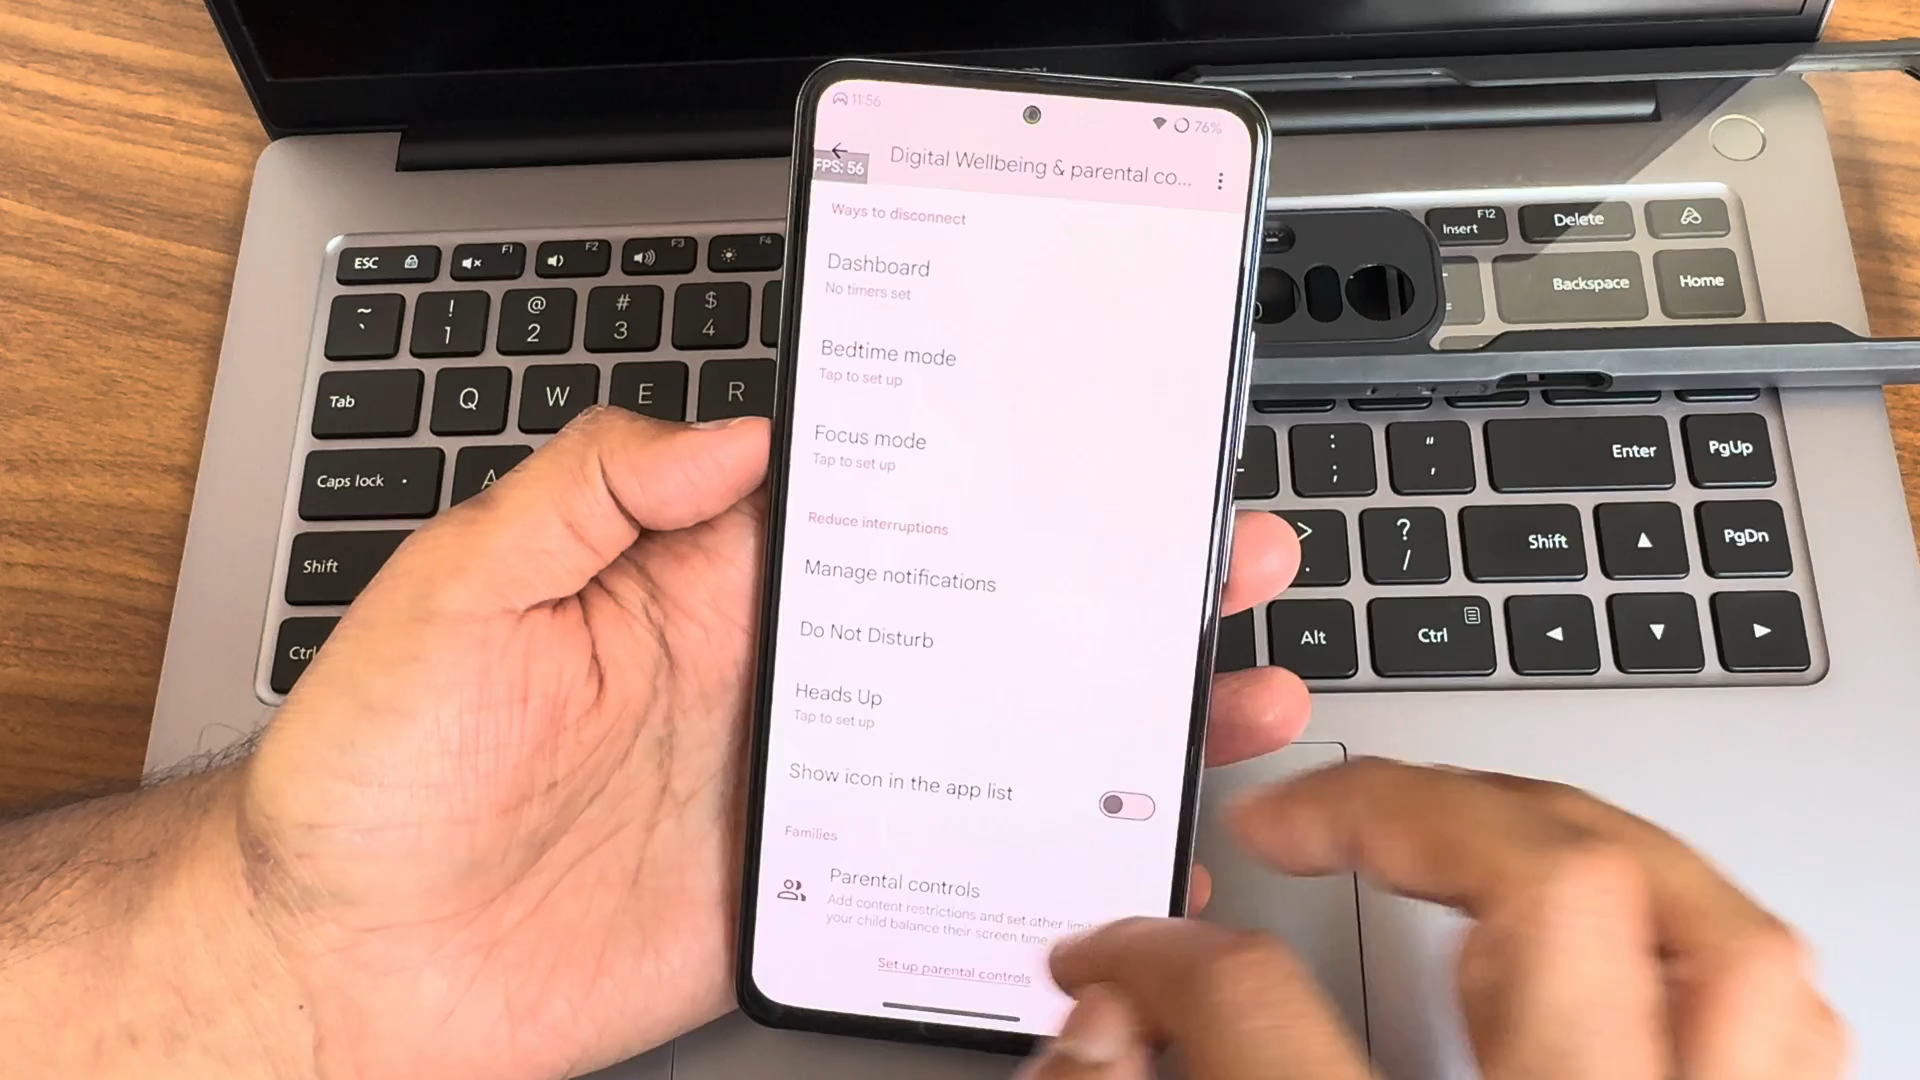 11:56
76%
FPS: 56
Digital Wellbeing & parental co...
Ways to disconnect
Dashboard
No timers set
Bedtime mode
Tap to set up
Focus mode
Tap to set up
Reduce interruptions
Manage notifications
Do Not Disturb
Heads Up
Tap to set up
Show icon in the app list
Families
Parental controls
Add content restrictions and set other
your child balance their screen time
Set up parental controls
ESC
F1
F2
F3
F4
F12
Insert
Delete
~
`
!
1
@
2
#
3
$
4
=
Backspace
Home
Tab
Q
W
E
R
Caps lock
A
:
;
"
,
Enter
PgUp
Shift
>
.
?
/
Shift
PgDn
Ctrl
Alt
Ctrl